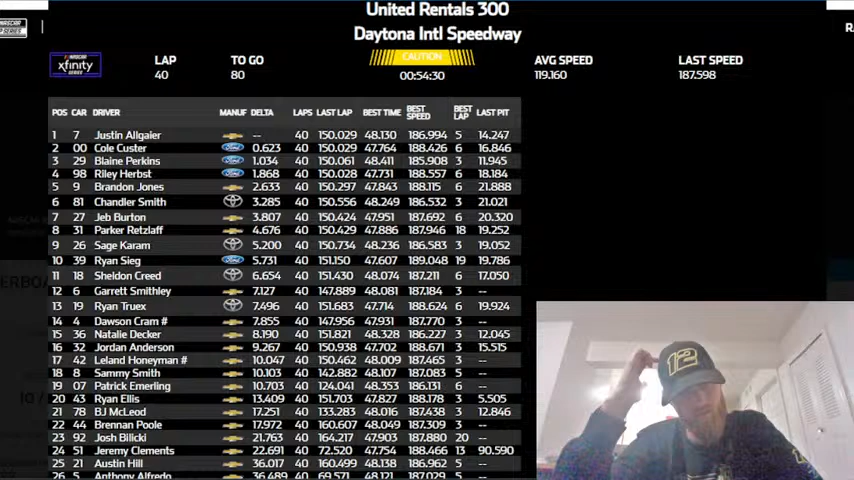 United Rentals 300
Daytona Intl Speedway
LAP TO GO CAUTION AVG SPEED LAST SPEED
xfinity 40 80 00:54:30 119.160 187.598
POS CAR DRIVER MANUF DELTA LAPS LAST LAP BEST TIME BEST SPEED BEST LAP LAST PIT
1 7 Justin Allgaier -- 40 150.029 48.130 186.994 5 14.247
2 00 Cole Custer 0.623 40 150.029 47.764 188.426 6 16.846
3 29 Blaine Perkins 1.034 40 150.061 48.411 185.908 3 11.945
4 98 Riley Herbst 1.868 40 150.028 47.731 188.557 6 18.184
5 9 Brandon Jones 2.633 40 150.297 47.843 188.115 6 21.888
6 81 Chandler Smith 3.285 40 150.556 48.249 186.532 3 21.021
7 27 Jeb Burton 3.807 40 150.424 47.951 187.692 6 20.320
8 31 Parker Retzlaff 4.676 40 150.429 47.886 187.946 18 19.252
9 26 Sage Karam 5.200 40 150.734 48.236 186.583 3 19.052
10 39 Ryan Sieg 5.731 40 151.150 47.607 189.048 19 19.786
11 18 Sheldon Creed 6.654 40 151.430 48.074 187.211 6 17.050
12 6 Garrett Smithley 7.127 40 147.889 48.081 187.184 3 --
13 19 Ryan Truex 7.496 40 151.683 47.714 188.624 6 19.924
14 4 Dawson Cram # 7.855 40 147.956 47.931 187.770 3 --
15 36 Natalie Decker 8.190 40 151.821 48.328 186.227 3 12.045
16 32 Jordan Anderson 9.267 40 150.938 47.702 188.671 3 15.515
17 42 Leland Honeyman # 10.047 40 150.462 48.009 187.465 3 --
18 8 Sammy Smith 10.103 40 142.882 48.107 187.083 5 --
19 07 Patrick Emerling 10.703 40 124.041 48.353 186.131 6 --
20 43 Ryan Ellis 13.409 40 151.703 47.827 188.178 3 5.505
21 78 BJ McLeod 17.251 40 133.283 48.016 187.438 3 12.846
22 44 Brennan Poole 17.972 40 160.607 48.049 187.309 3 --
23 92 Josh Bilicki 21.763 40 164.217 47.903 187.880 20 --
24 51 Jeremy Clements 22.691 40 72.520 47.754 188.466 13 90.590
25 21 Austin Hill 36.017 40 160.499 48.138 186.962 5 --
26 5 Anthony Alfredo 36.489 40 69.571 48.121 187.029 5 --
12